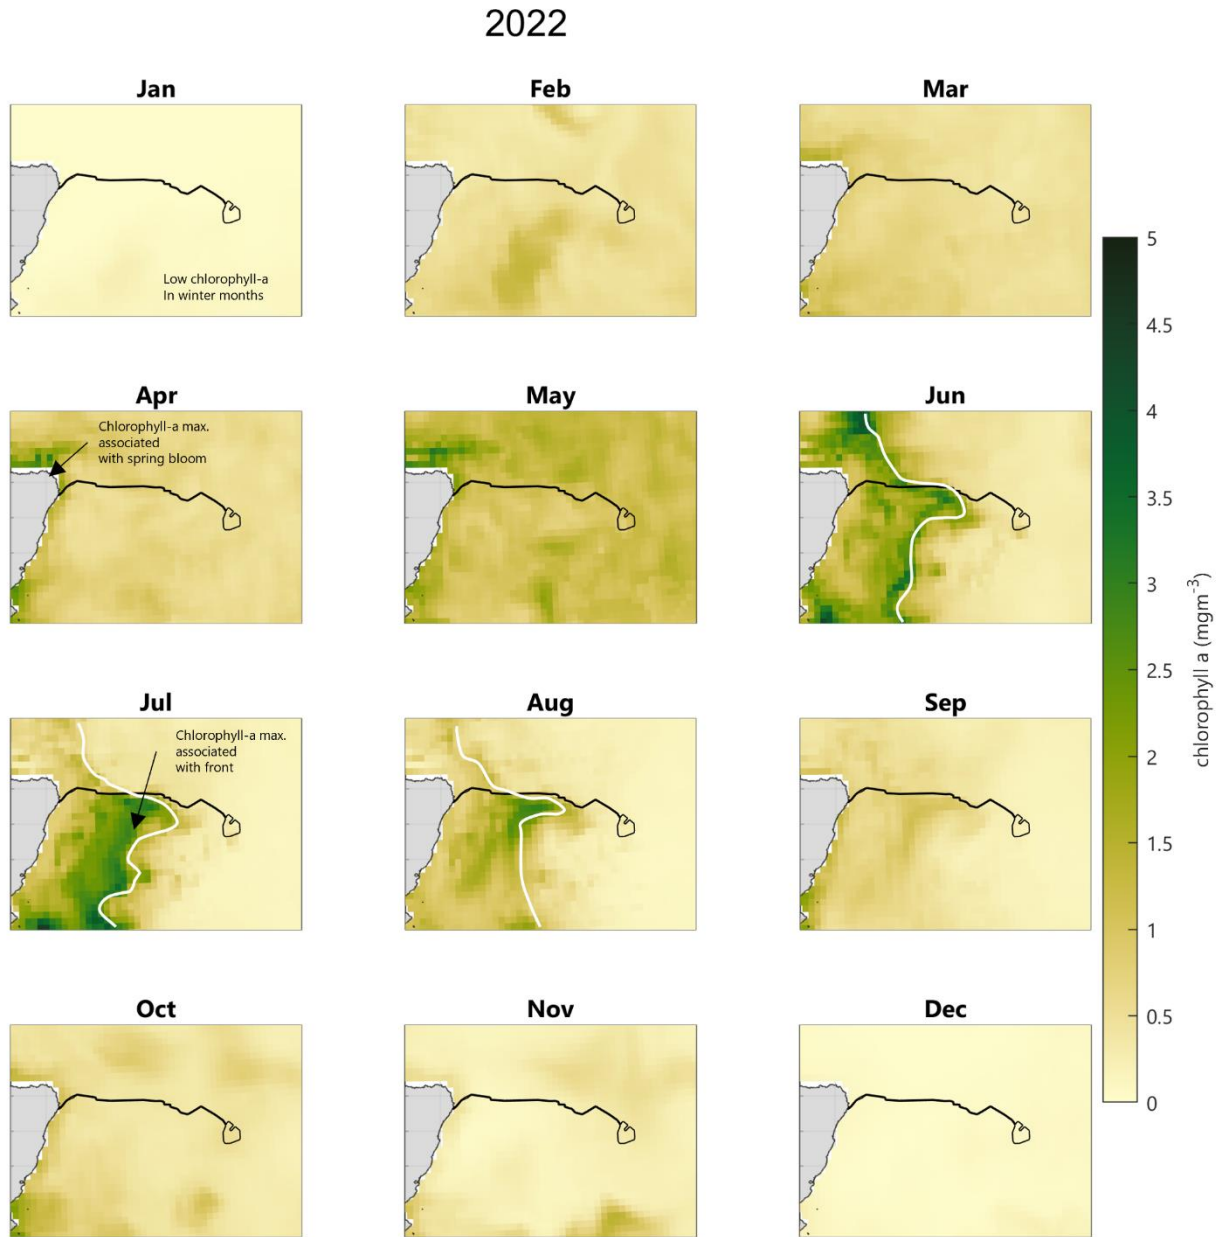 2022
Jan
Feb
Mar
Low chlorophyll-a
In winter months
Apr
May
Jun
Chlorophyll-a max.
associated
with spring bloom
Jul
Aug
Sep
Chlorophyll-a max.
associated
with front
Oct
Nov
Dec
5
4.5
4
3.5
3
2.5
2
1.5
1
0.5
0
chlorophyll a (mgm⁻³)